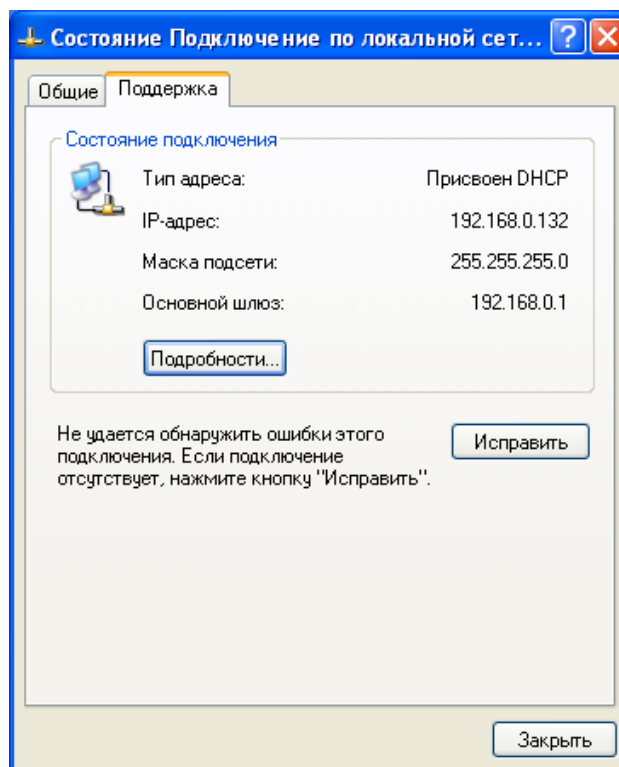 Состояние Подключение по локальной сет...
Общие
Поддержка
Состояние подключения
Тип адреса: Присвоен DHCP
IP-адрес: 192.168.0.132
Маска подсети: 255.255.255.0
Основной шлюз: 192.168.0.1
Подробности...
Не удается обнаружить ошибки этого
подключения. Если подключение
отсутствует, нажмите кнопку "Исправить".
Исправить
Закрыть